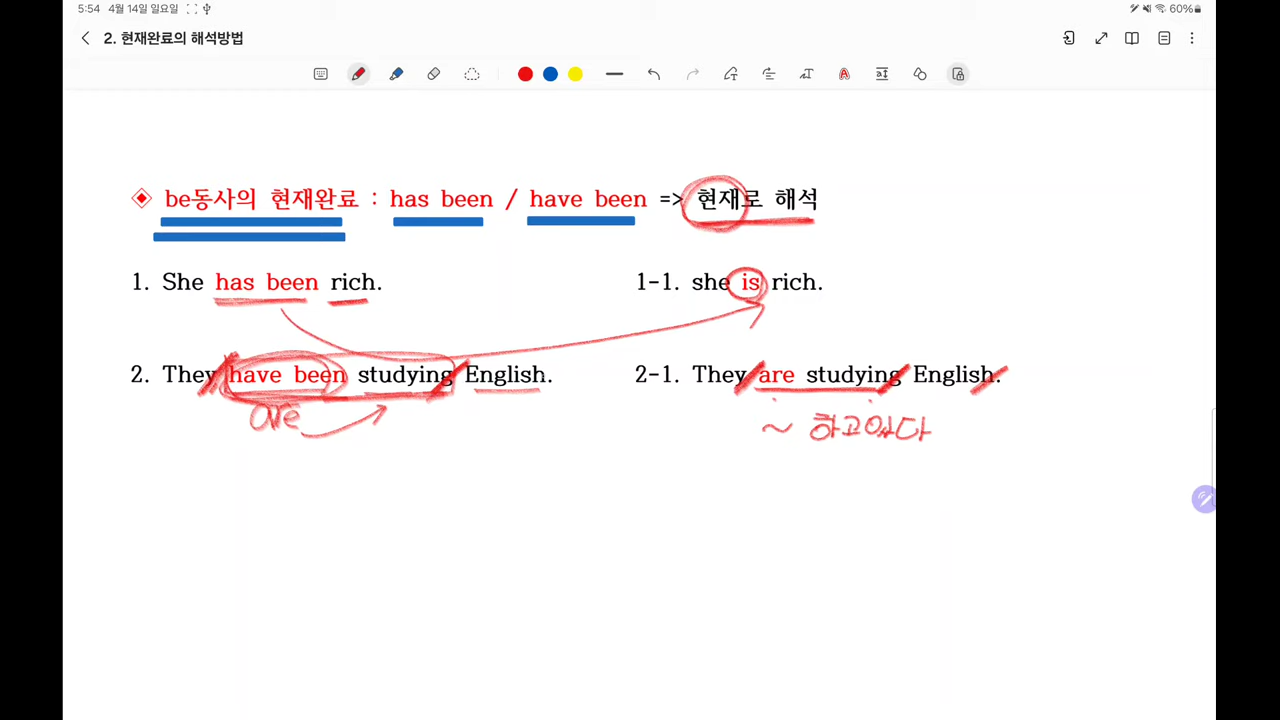 5:54 4월 14일 일요일 60%
2. 현재완료의 해석방법
be동사의 현재완료 : has been / have been => 현재로 해석
1. She has been rich. 1-1. she is rich.
2. They have been studying English. 2-1. They are studying English.
are ~ 하고있다